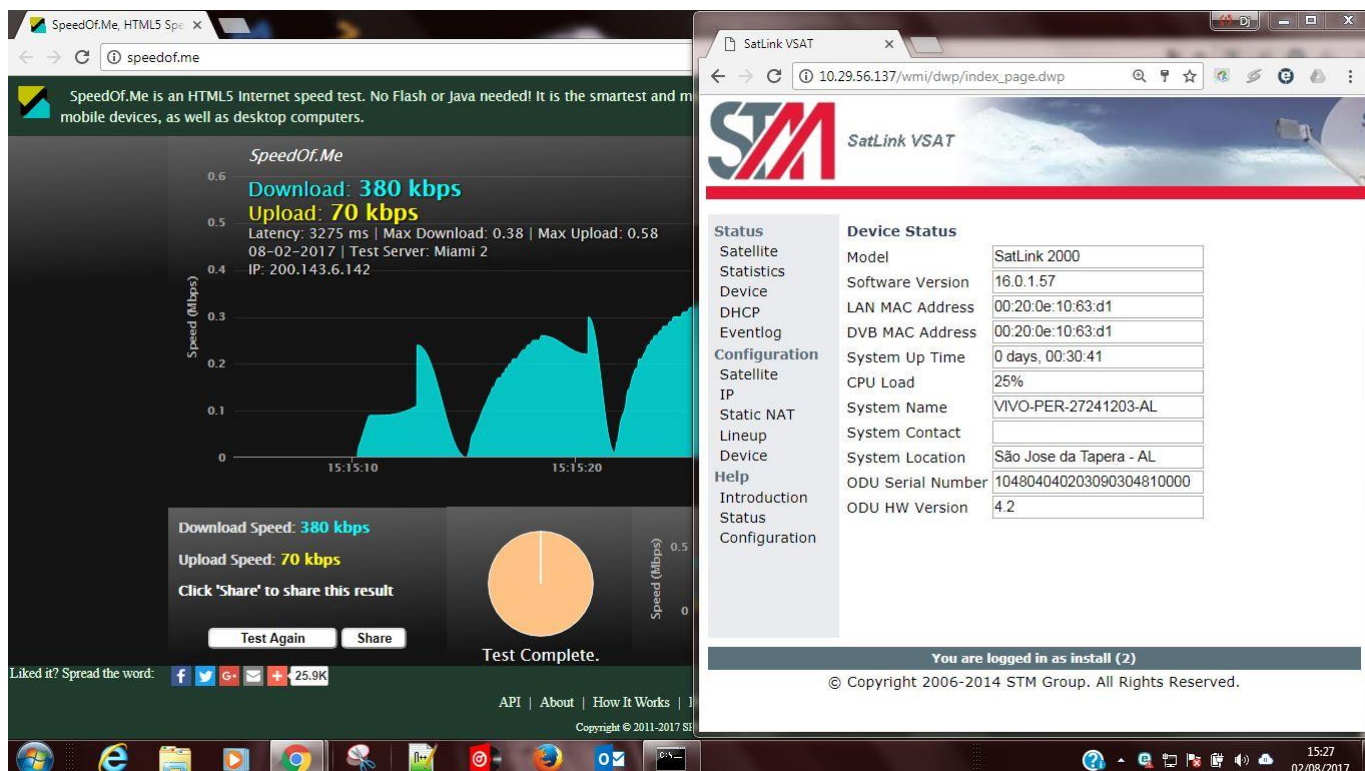 SpeedOf.Me, HTML5 Spe
speedof.me
SpeedOf.Me is an HTML5 Internet speed test. No Flash or Java needed! It is the smartest and m
mobile devices, as well as desktop computers.
SpeedOf.Me
Download: 380 kbps
Upload: 70 kbps
Latency: 3275 ms | Max Download: 0.38 | Max Upload: 0.58
08-02-2017 | Test Server: Miami 2
IP: 200.143.6.142
Speed (Mbps)
0.6
0.5
0.4
0.3
0.2
0.1
0
15:15:10
15:15:20
Download Speed: 380 kbps
Upload Speed: 70 kbps
Click 'Share' to share this result
Test Again
Share
Test Complete.
Speed (Mbps)
0.5
0
Liked it? Spread the word:
25.9K
API | About | How It Works |
Copyright © 2011-2017
Dj
SatLink VSAT
10.29.56.137/wmi/dwp/index_page.dwp
STM
SatLink VSAT
Status
Satellite
Statistics
Device
DHCP
Eventlog
Configuration
Satellite
IP
Static NAT
Lineup
Device
Help
Introduction
Status
Configuration
Device Status
Model SatLink 2000
Software Version 16.0.1.57
LAN MAC Address 00:20:0e:10:63:d1
DVB MAC Address 00:20:0e:10:63:d1
System Up Time 0 days, 00:30:41
CPU Load 25%
System Name VIVO-PER-27241203-AL
System Contact
System Location São Jose da Tapera - AL
ODU Serial Number 104804040203090304810000
ODU HW Version 4.2
You are logged in as install (2)
© Copyright 2006-2014 STM Group. All Rights Reserved.
15:27
02/08/2017